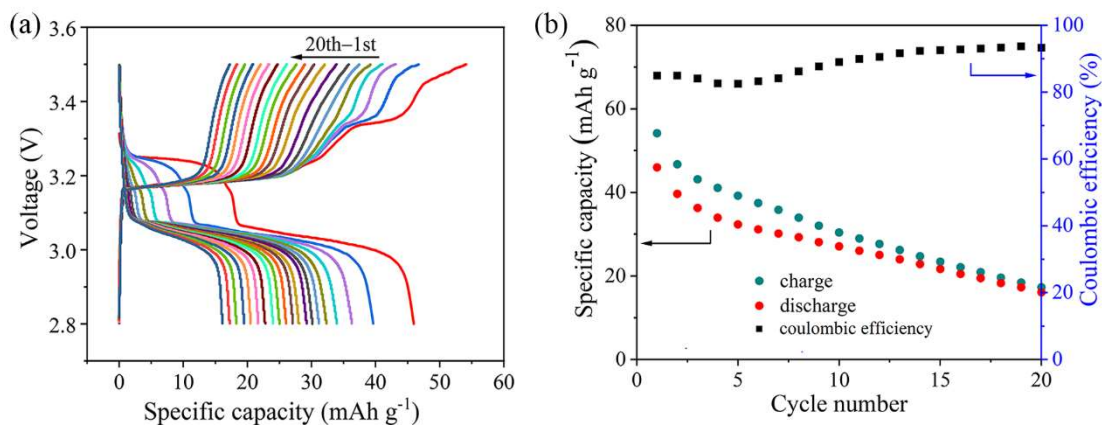 (a)
3.6
3.4
3.2
3.0
2.8
Voltage (V)
20th–1st
0
10
20
30
40
50
60
Specific capacity (mAh g⁻¹)
(b)
80
60
40
20
0
Specific capacity (mAh g⁻¹)
100
80
60
40
20
0
Coulombic efficiency (%)
charge
discharge
coulombic efficiency
0
5
10
15
20
Cycle number